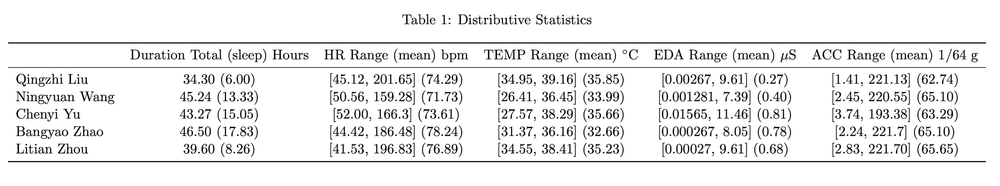 Table 1: Distributive Statistics
Duration Total (sleep) Hours HR Range (mean) bpm TEMP Range (mean) °C EDA Range (mean) μS ACC Range (mean) 1/64 g
Qingzhi Liu 34.30 (6.00) [45.12, 201.65] (74.29) [34.95, 39.16] (35.85) [0.00267, 9.61] (0.27) [1.41, 221.13] (62.74)
Ningyuan Wang 45.24 (13.33) [50.56, 159.28] (71.73) [26.41, 36.45] (33.99) [0.001281, 7.39] (0.40) [2.45, 220.55] (65.10)
Chenyi Yu 43.27 (15.05) [52.00, 166.3] (73.61) [27.57, 38.29] (35.66) [0.01565, 11.46] (0.81) [3.74, 193.38] (63.29)
Bangyao Zhao 46.50 (17.83) [44.42, 186.48] (78.24) [31.37, 36.16] (32.66) [0.000267, 8.05] (0.78) [2.24, 221.7] (65.10)
Litian Zhou 39.60 (8.26) [41.53, 196.83] (76.89) [34.55, 38.41] (35.23) [0.00027, 9.61] (0.68) [2.83, 221.70] (65.65)